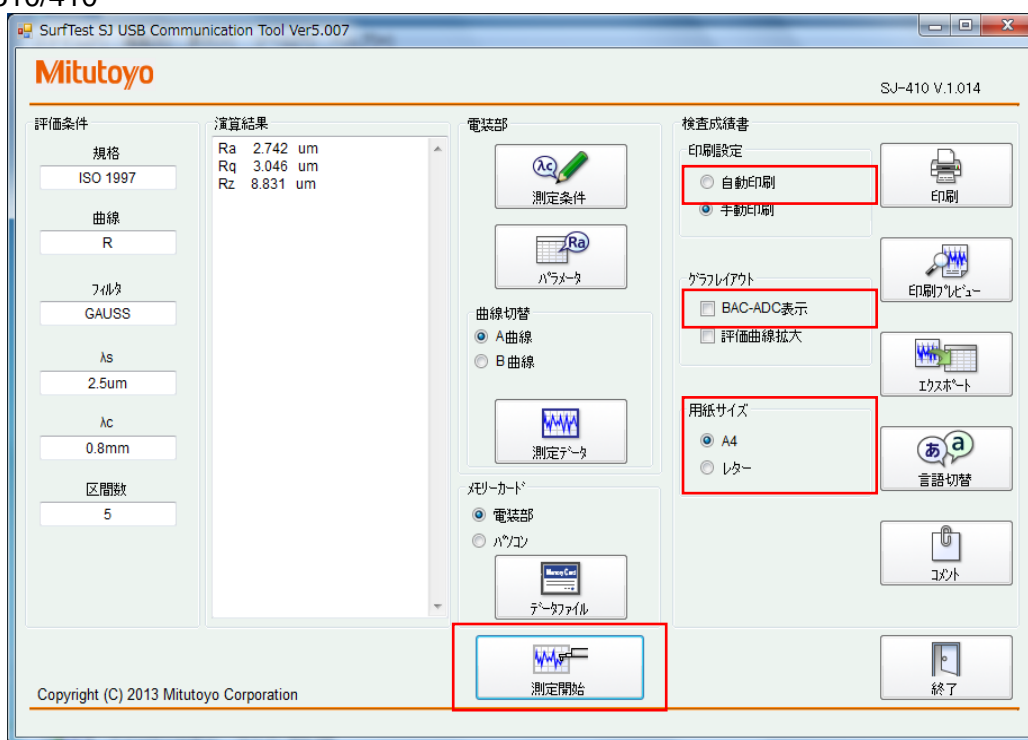 SurfTest SJ USB Communication Tool Ver5.007
Mitutoyo
SJ-410 V.1.014
評価条件
規格
ISO 1997
曲線
R
フィルタ
GAUSS
λs
2.5um
λc
0.8mm
区間数
5
演算結果
Ra 2.742 um
Rq 3.046 um
Rz 8.831 um
電装部
λc
測定条件
Ra
パラメータ
曲線切替
A曲線
B曲線
測定データ
メモリーカード
電装部
パソコン
Memory Card
データファイル
測定開始
検査成績書
印刷設定
自動印刷
手動印刷
グラフレイアウト
BAC-ADC表示
評価曲線拡大
用紙サイズ
A4
レター
印刷
印刷プレビュー
エクスポート
あ a
言語切替
コメント
終了
Copyright (C) 2013 Mitutoyo Corporation